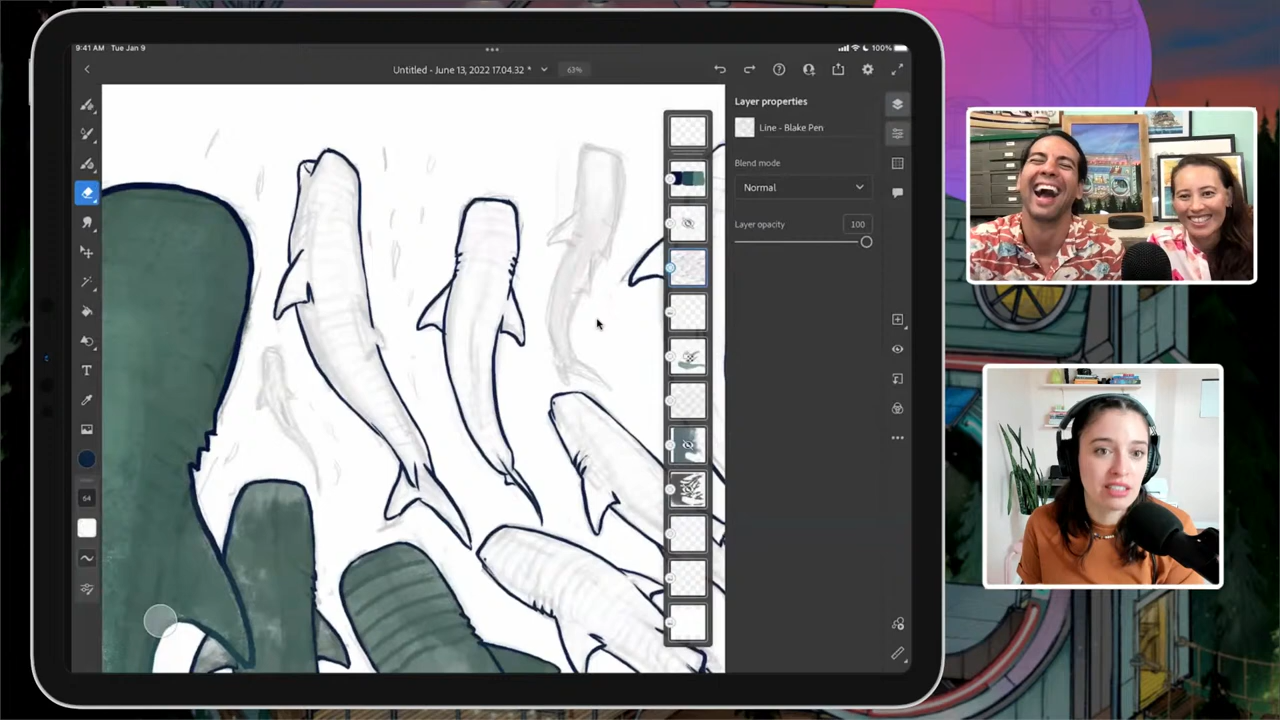 9:41 AM Tue Jan 9
100%
Untitled - June 13, 2022 17.04.32 *
63%
Layer properties
Line - Blake Pen
Blend mode
Normal
Layer opacity
100
T
64